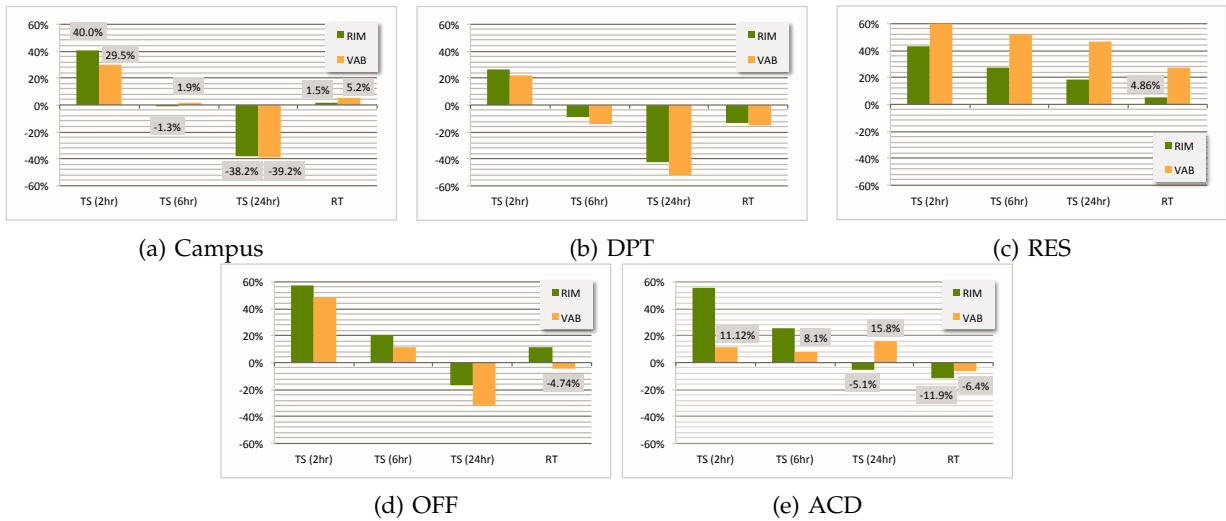 60%
40%
20%
0%
-20%
-40%
-60%
40.0%
29.5%
-1.3%
1.9%
-38.2%
-39.2%
1.5%
5.2%
RIM
VAB
TS (2hr) TS (6hr) TS (24hr) RT
(a) Campus
60%
40%
20%
0%
-20%
-40%
-60%
RIM
VAB
TS (2hr) TS (6hr) TS (24hr) RT
(b) DPT
60%
40%
20%
0%
-20%
-40%
-60%
4.86%
RIM
VAB
TS (2hr) TS (6hr) TS (24hr) RT
(c) RES
60%
40%
20%
0%
-20%
-40%
-60%
RIM
VAB
-4.74%
TS (2hr) TS (6hr) TS (24hr) RT
(d) OFF
60%
40%
20%
0%
-20%
-40%
-60%
RIM
VAB
11.12%
8.1%
15.8%
-5.1%
-11.9%
-6.4%
TS (2hr) TS (6hr) TS (24hr) RT
(e) ACD